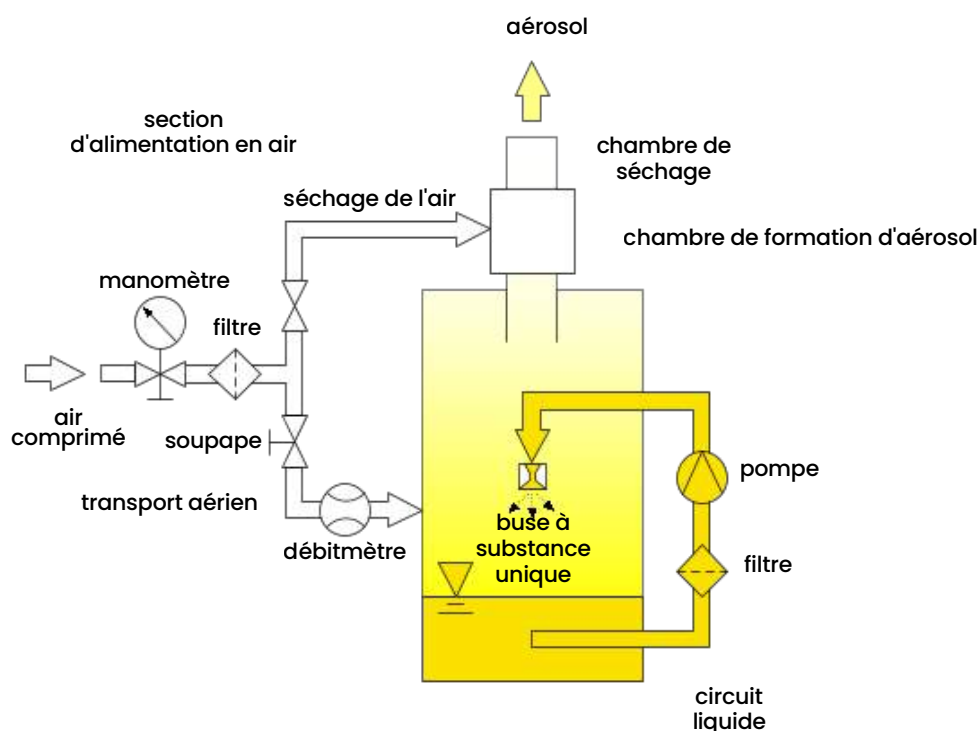 aérosol
section
d'alimentation en air
chambre de
séchage
séchage de l'air
chambre de formation d'aérosol
manomètre
filtre
air
comprimé
soupape
pompe
transport aérien
débitmètre
buse à
substance
unique
filtre
circuit
liquide